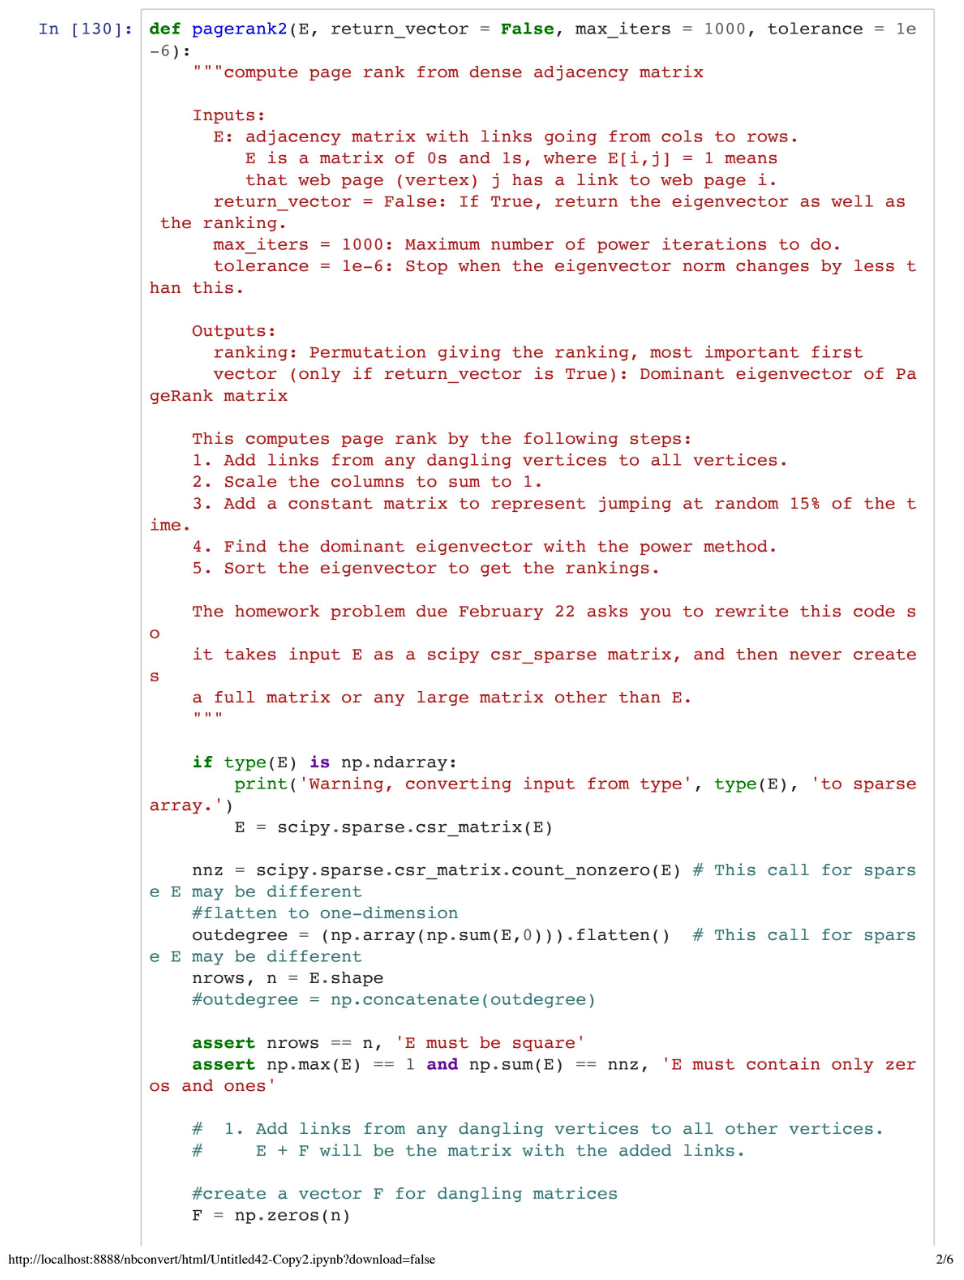 In [130]: def pagerank2(E, return_vector = False, max_iters = 1000, tolerance = 1e
-6):
    """compute page rank from dense adjacency matrix

    Inputs:
      E: adjacency matrix with links going from cols to rows.
         E is a matrix of 0s and 1s, where E[i,j] = 1 means
         that web page (vertex) j has a link to web page i.
      return_vector = False: If True, return the eigenvector as well as
 the ranking.
      max_iters = 1000: Maximum number of power iterations to do.
      tolerance = 1e-6: Stop when the eigenvector norm changes by less t
han this.

    Outputs:
      ranking: Permutation giving the ranking, most important first
      vector (only if return_vector is True): Dominant eigenvector of Pa
geRank matrix

    This computes page rank by the following steps:
    1. Add links from any dangling vertices to all vertices.
    2. Scale the columns to sum to 1.
    3. Add a constant matrix to represent jumping at random 15% of the t
ime.
    4. Find the dominant eigenvector with the power method.
    5. Sort the eigenvector to get the rankings.

    The homework problem due February 22 asks you to rewrite this code s
o
    it takes input E as a scipy csr_sparse matrix, and then never create
s
    a full matrix or any large matrix other than E.
    """

    if type(E) is np.ndarray:
        print('Warning, converting input from type', type(E), 'to sparse
array.')
        E = scipy.sparse.csr_matrix(E)

    nnz = scipy.sparse.csr_matrix.count_nonzero(E) # This call for spars
e E may be different
    #flatten to one-dimension
    outdegree = (np.array(np.sum(E,0))).flatten()  # This call for spars
e E may be different
    nrows, n = E.shape
    #outdegree = np.concatenate(outdegree)

    assert nrows == n, 'E must be square'
    assert np.max(E) == 1 and np.sum(E) == nnz, 'E must contain only zer
os and ones'

    #  1. Add links from any dangling vertices to all other vertices.
    #     E + F will be the matrix with the added links.

    #create a vector F for dangling matrices
    F = np.zeros(n)
http://localhost:8888/nbconvert/html/Untitled42-Copy2.ipynb?download=false 2/6